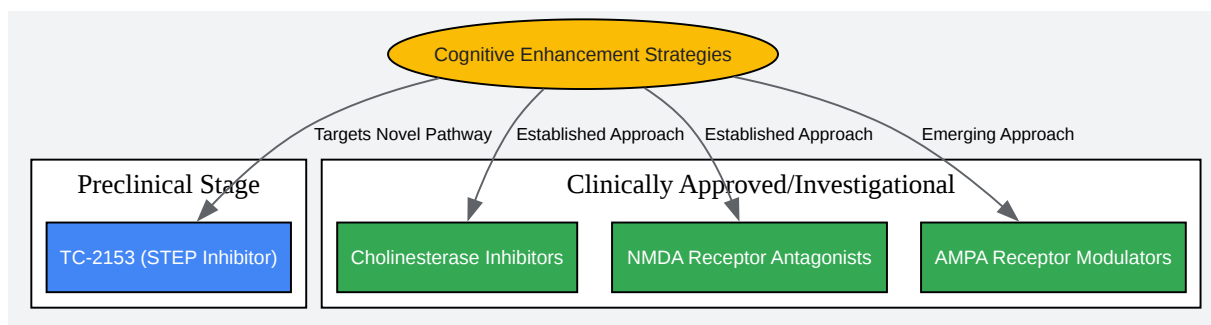 Cognitive Enhancement Strategies
Targets Novel Pathway
Established Approach
Established Approach
Emerging Approach
Preclinical Stage
Clinically Approved/Investigational
TC-2153 (STEP Inhibitor)
Cholinesterase Inhibitors
NMDA Receptor Antagonists
AMPA Receptor Modulators